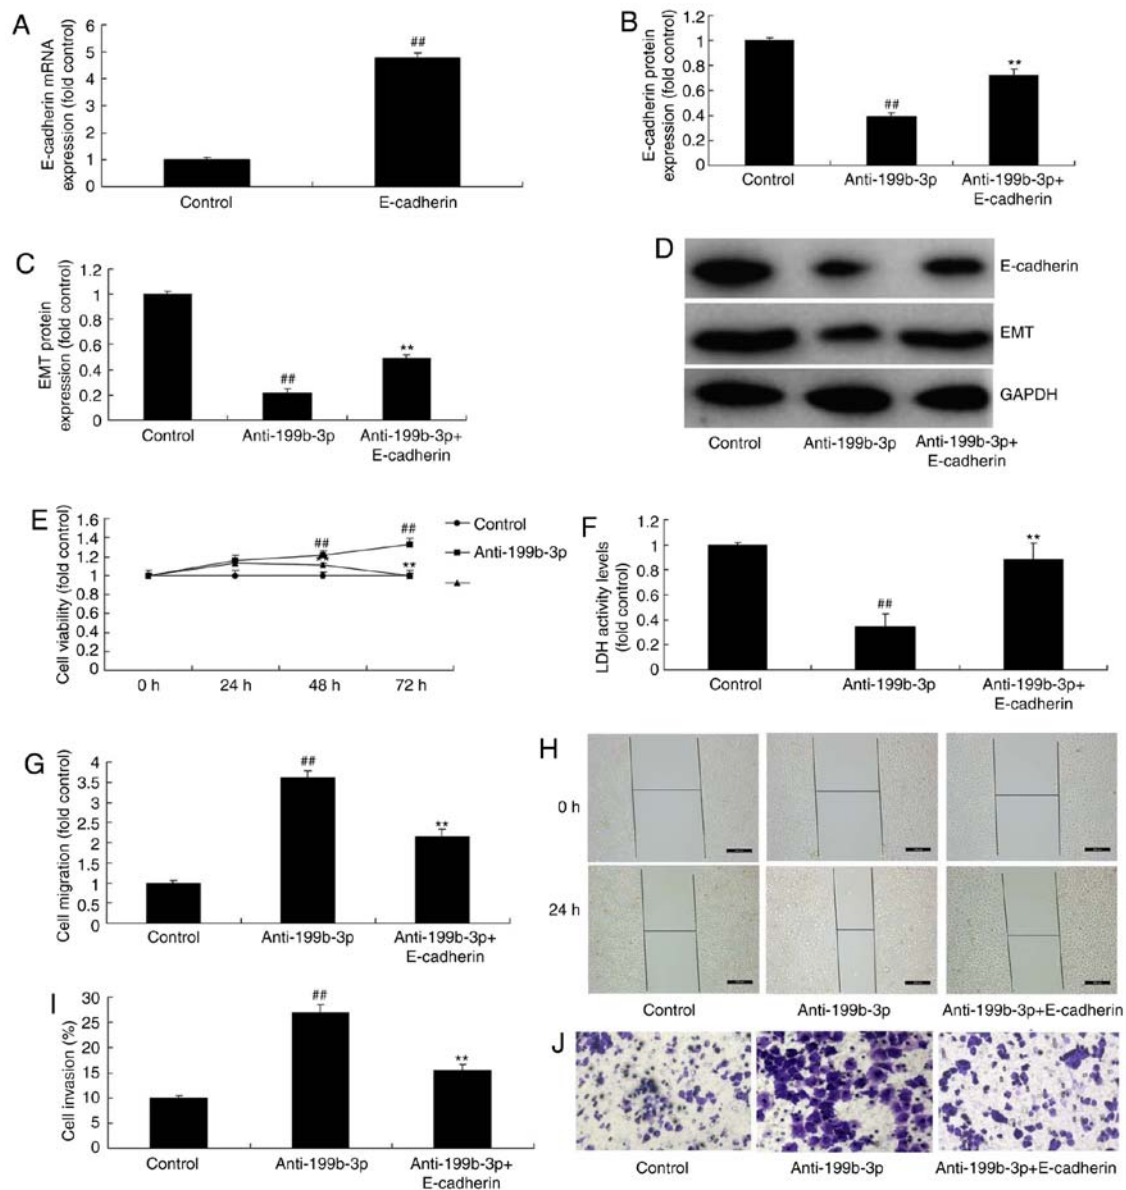 A
E-cadherin mRNA
expression (fold control)
6
5
4
3
2
1
0
##
Control
E-cadherin
B
E-cadherin protein
expression (fold control)
1.2
1
0.8
0.6
0.4
0.2
0
##
**
Control
Anti-199b-3p
Anti-199b-3p+
E-cadherin
C
EMT protein
expression (fold control)
1.2
1
0.8
0.6
0.4
0.2
0
##
**
Control
Anti-199b-3p
Anti-199b-3p+
E-cadherin
D
E-cadherin
EMT
GAPDH
Control
Anti-199b-3p
Anti-199b-3p+
E-cadherin
E
Cell viability (fold control)
1.6
1.4
1.2
1
0.8
0.6
0.4
0.2
0
##
##
**
0 h
24 h
48 h
72 h
Control
Anti-199b-3p
F
LDH activity levels
(fold control)
1.2
1
0.8
0.6
0.4
0.2
0
##
**
Control
Anti-199b-3p
Anti-199b-3p+
E-cadherin
G
Cell migration (fold control)
4
3.5
3
2.5
2
1.5
1
0.5
0
##
**
Control
Anti-199b-3p
Anti-199b-3p+
E-cadherin
H
0 h
24 h
Control
Anti-199b-3p
Anti-199b-3p+E-cadherin
I
Cell invasion (%)
30
25
20
15
10
5
0
##
**
Control
Anti-199b-3p
Anti-199b-3p+
E-cadherin
J
Control
Anti-199b-3p
Anti-199b-3p+E-cadherin